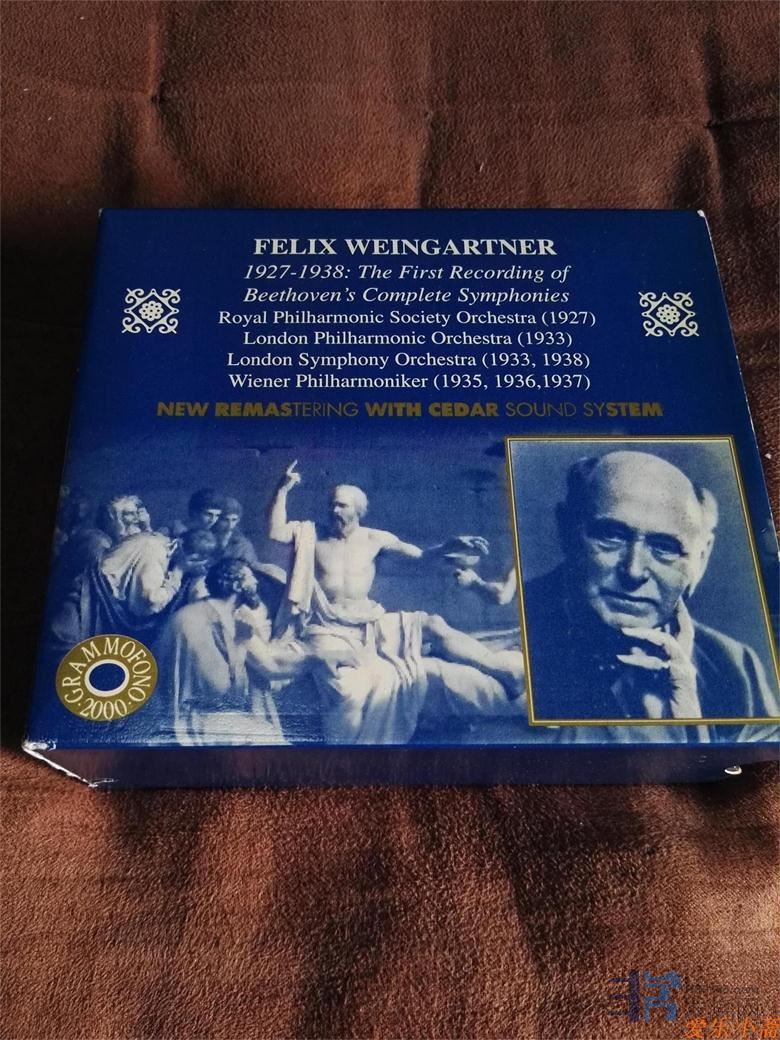 FELIX WEINGARTNER
1927-1938: The First Recording of
Beethoven's Complete Symphonies
Royal Philharmonic Society Orchestra (1927)
London Philharmonic Orchestra (1933)
London Symphony Orchestra (1933, 1938)
Wiener Philharmoniker (1935, 1936,1937)
NEW REMASTERING WITH CEDAR SOUND SYSTEM
GRAMMOFONO
·2000·